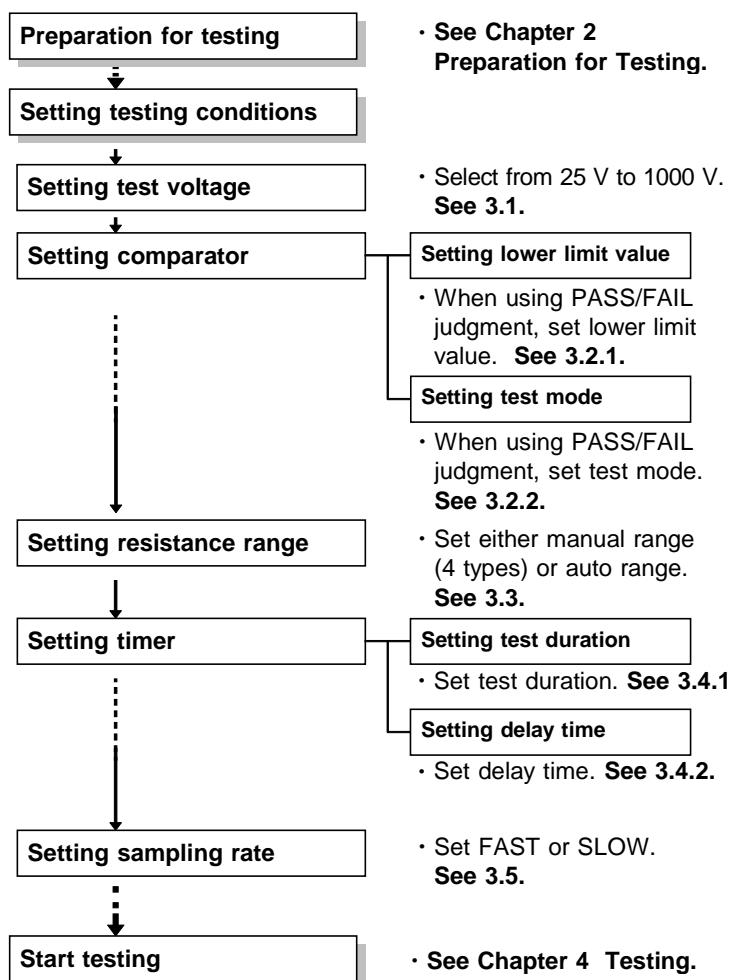 Preparation for testing
・See Chapter 2
Preparation for Testing.
Setting testing conditions
Setting test voltage
・Select from 25 V to 1000 V.
See 3.1.
Setting comparator
Setting lower limit value
・When using PASS/FAIL
judgment, set lower limit
value. See 3.2.1.
Setting test mode
・When using PASS/FAIL
judgment, set test mode.
See 3.2.2.
Setting resistance range
・Set either manual range
(4 types) or auto range.
See 3.3.
Setting timer
Setting test duration
・Set test duration. See 3.4.1
Setting delay time
・Set delay time. See 3.4.2.
Setting sampling rate
・Set FAST or SLOW.
See 3.5.
Start testing
・See Chapter 4 Testing.